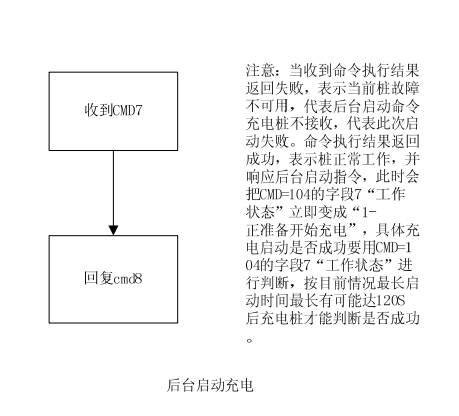 收到CMD7
回复cmd8
注意：当收到命令执行结果
返回失败，表示当前桩故障
不可用，代表后台启动命令
充电桩不接收，代表此次启
动失败。命令执行结果返回
成功，表示桩正常工作，并
响应后台启动指令，此时会
把CMD=104的字段7“工作
状态”立即变成“1-
正准备开始充电”，具体充
电启动是否成功要用CMD=1
04的字段7“工作状态”进
行判断，按目前情况最长启
动时间最长有可能达120S
后充电桩才能判断是否成功
。
后台启动充电